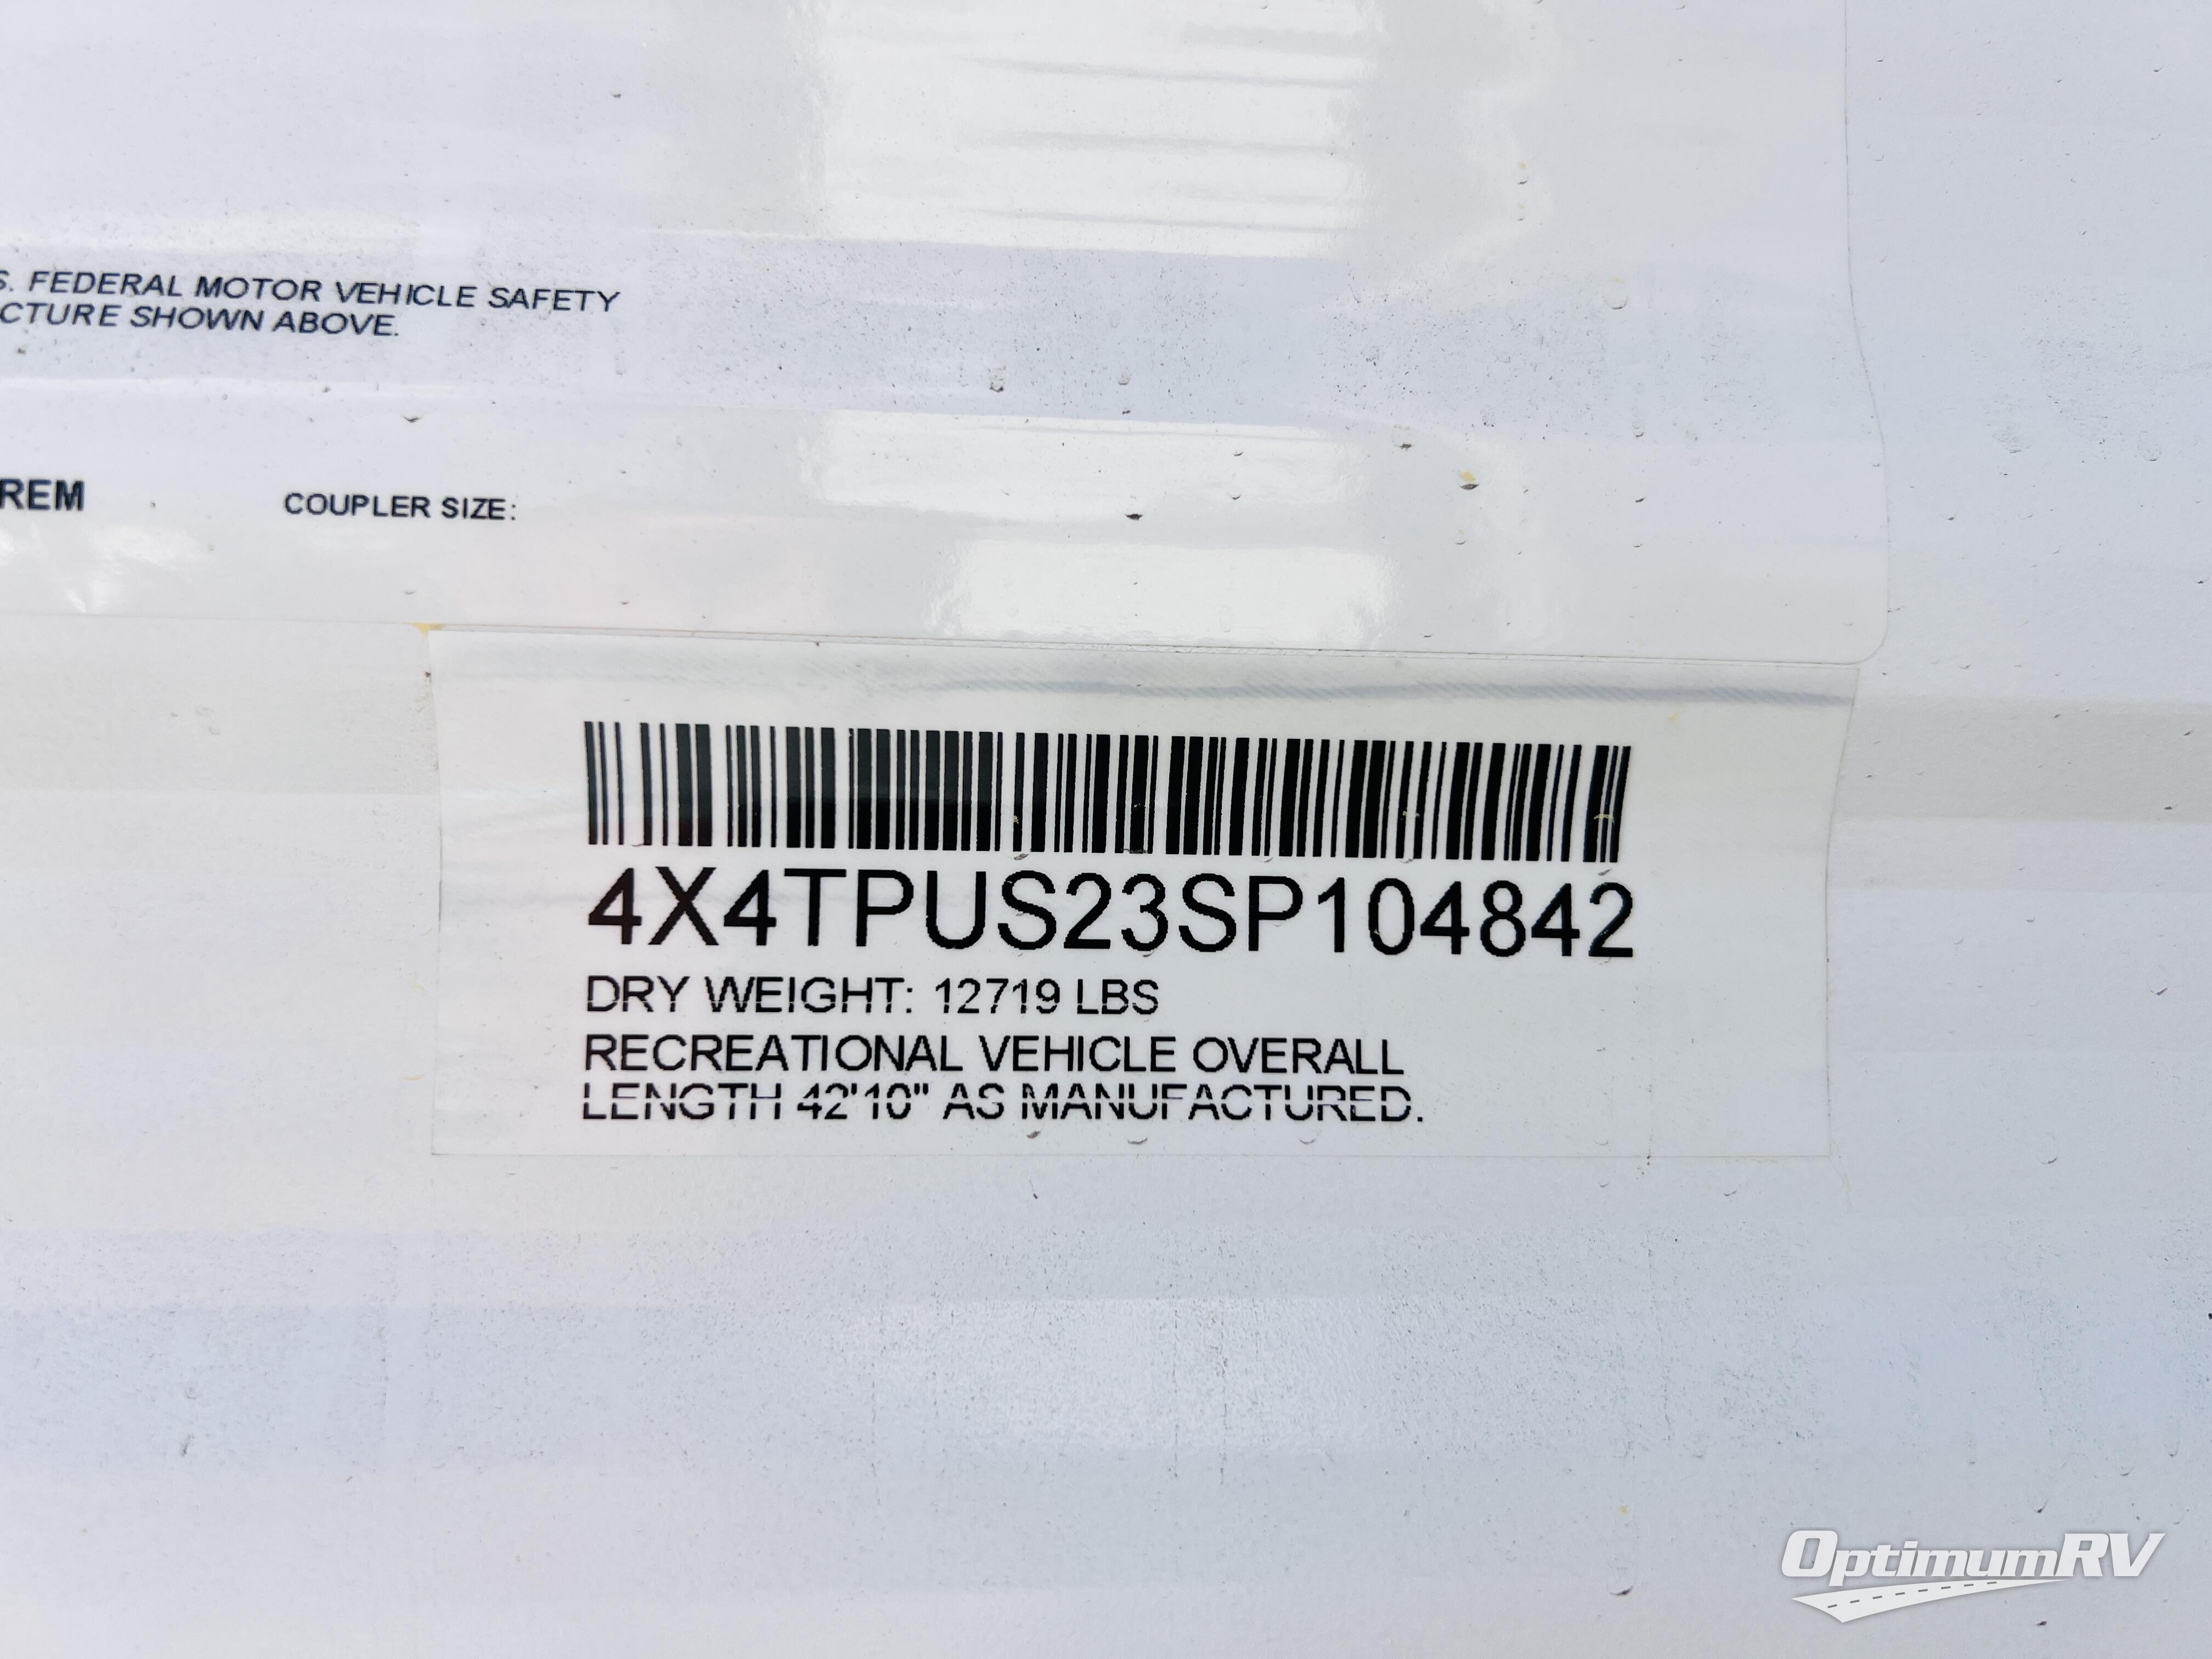 S. FEDERAL MOTOR VEHICLE SAFETY
CTURE SHOWN ABOVE.
REM COUPLER SIZE:
4X4TPUS23SP104842
DRY WEIGHT: 12719 LBS
RECREATIONAL VEHICLE OVERALL
LENGTH 42'10" AS MANUFACTURED.
OptimumRV